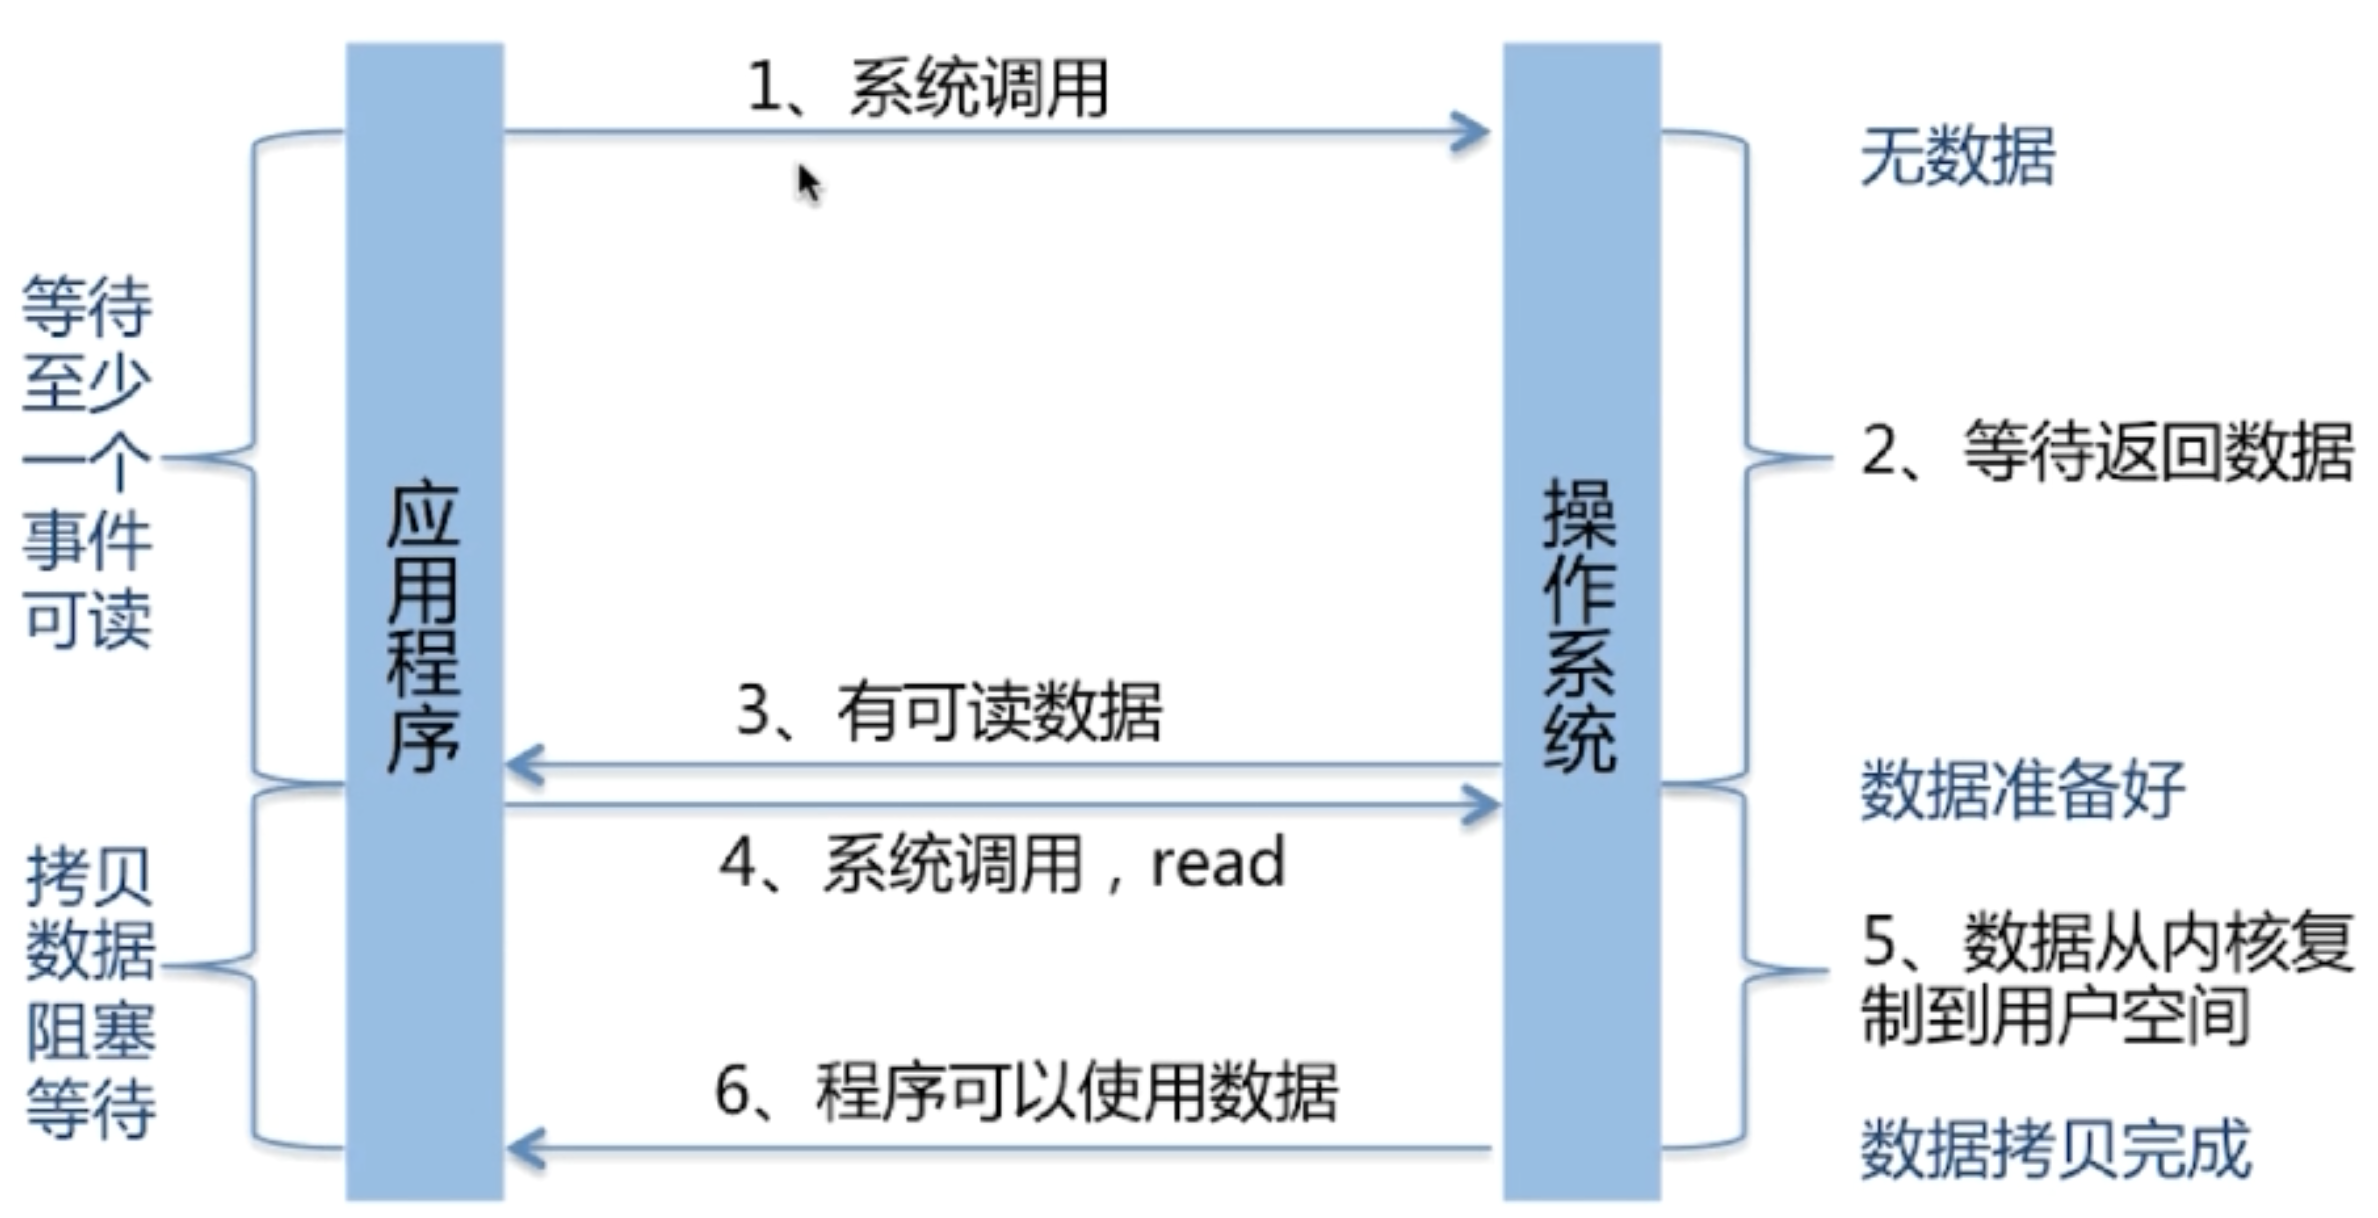 1、系统调用
无数据
等待
至少
一个
事件
可读
应用程序
操作系统
2、等待返回数据
3、有可读数据
数据准备好
4、系统调用，read
拷贝
数据
阻塞
等待
5、数据从内核复
制到用户空间
6、程序可以使用数据
数据拷贝完成